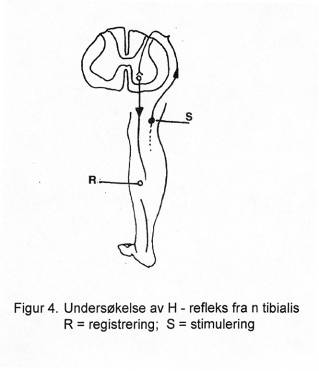 S
R
Figur 4. Undersøkelse av H - refleks fra n tibialis
R = registrering; S = stimulering